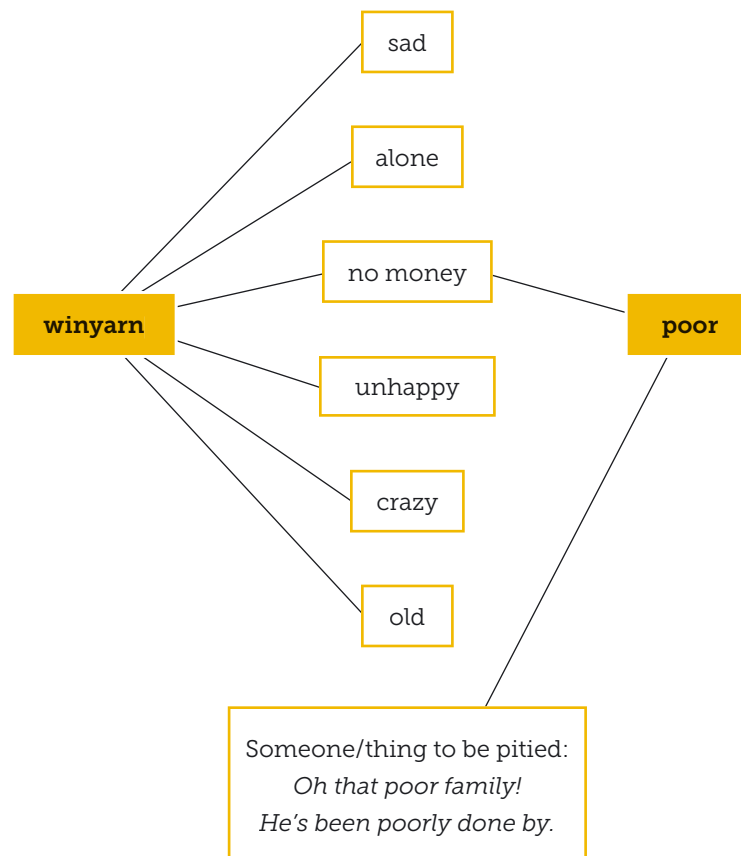 sad
alone
no money
winyarn
poor
unhappy
crazy
old
Someone/thing to be pitied:
Oh that poor family!
He's been poorly done by.